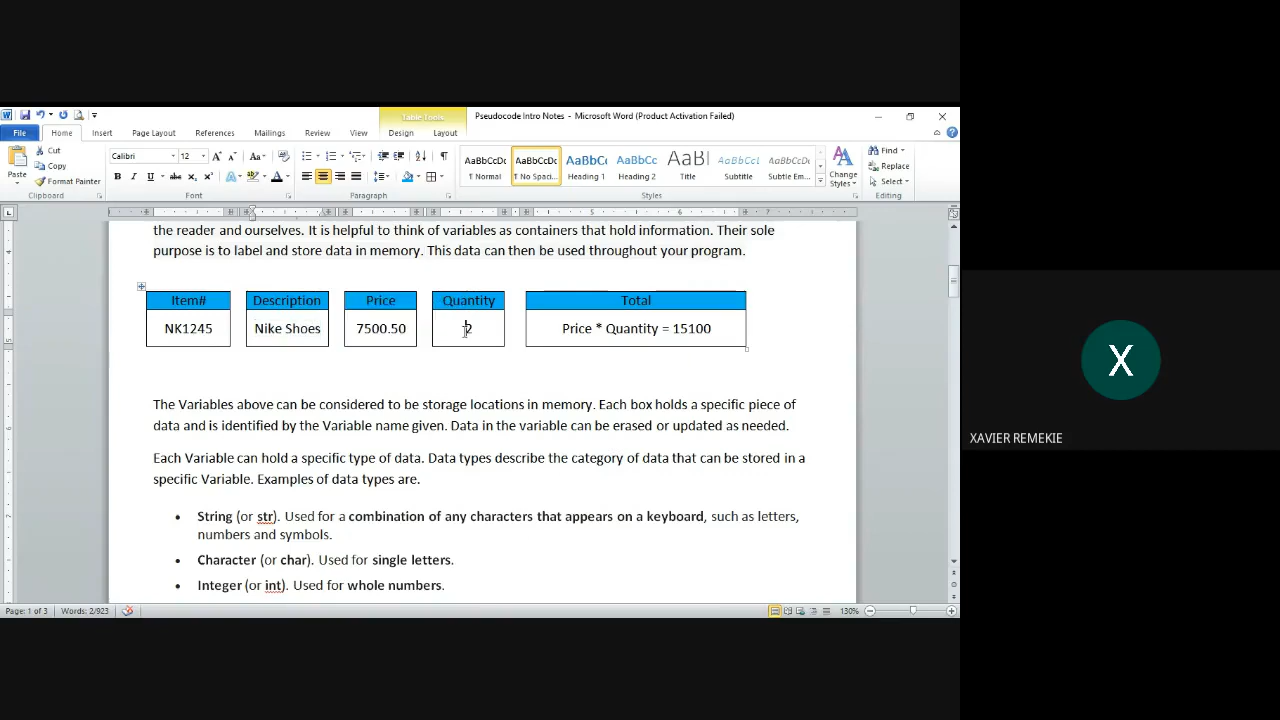 Table Tools
Pseudocode Intro Notes - Microsoft Word (Product Activation Failed)
File Home Insert Page Layout References Mailings Review View Design Layout
Paste
Cut
Copy
Format Painter
Clipboard
Calibri 12
B I U abc x₂ x²
Font
Paragraph
AaBbCcDc AaBbCcDc AaBbCc AaBbCc AaBl AaBbCcI AaBbCcDc
¶ Normal ¶ No Spaci... Heading 1 Heading 2 Title Subtitle Subtle Em...
Styles
Change Styles
Find
Replace
Select
Editing
the reader and ourselves. It is helpful to think of variables as containers that hold information. Their sole
purpose is to label and store data in memory. This data can then be used throughout your program.
Item# Description Price Quantity Total
NK1245 Nike Shoes 7500.50 2 Price * Quantity = 15100
The Variables above can be considered to be storage locations in memory. Each box holds a specific piece of
data and is identified by the Variable name given. Data in the variable can be erased or updated as needed.
Each Variable can hold a specific type of data. Data types describe the category of data that can be stored in a
specific Variable. Examples of data types are.
• String (or str). Used for a combination of any characters that appears on a keyboard, such as letters,
numbers and symbols.
• Character (or char). Used for single letters.
• Integer (or int). Used for whole numbers.
Page: 1 of 3 Words: 2/923 130%
X
XAVIER REMEKIE